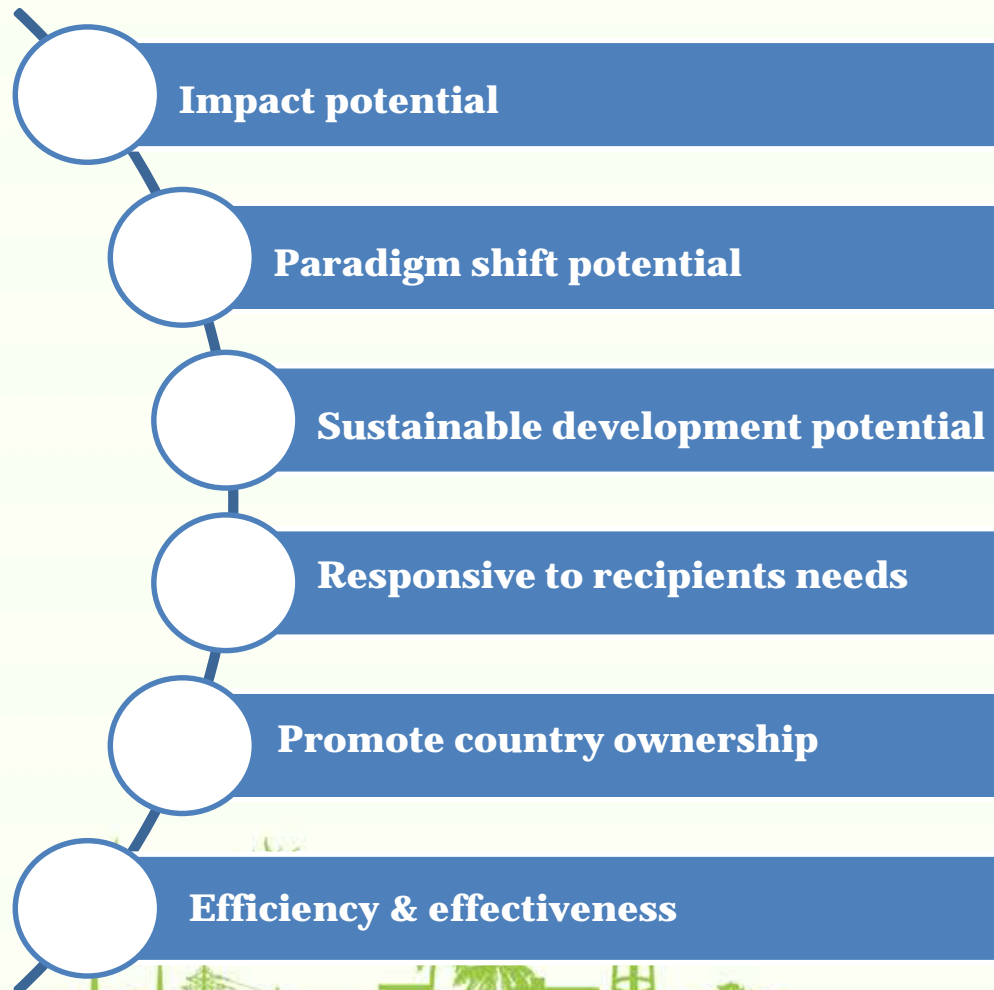 Impact potential
Paradigm shift potential
Sustainable development potential
Responsive to recipients needs
Promote country ownership
Efficiency & effectiveness